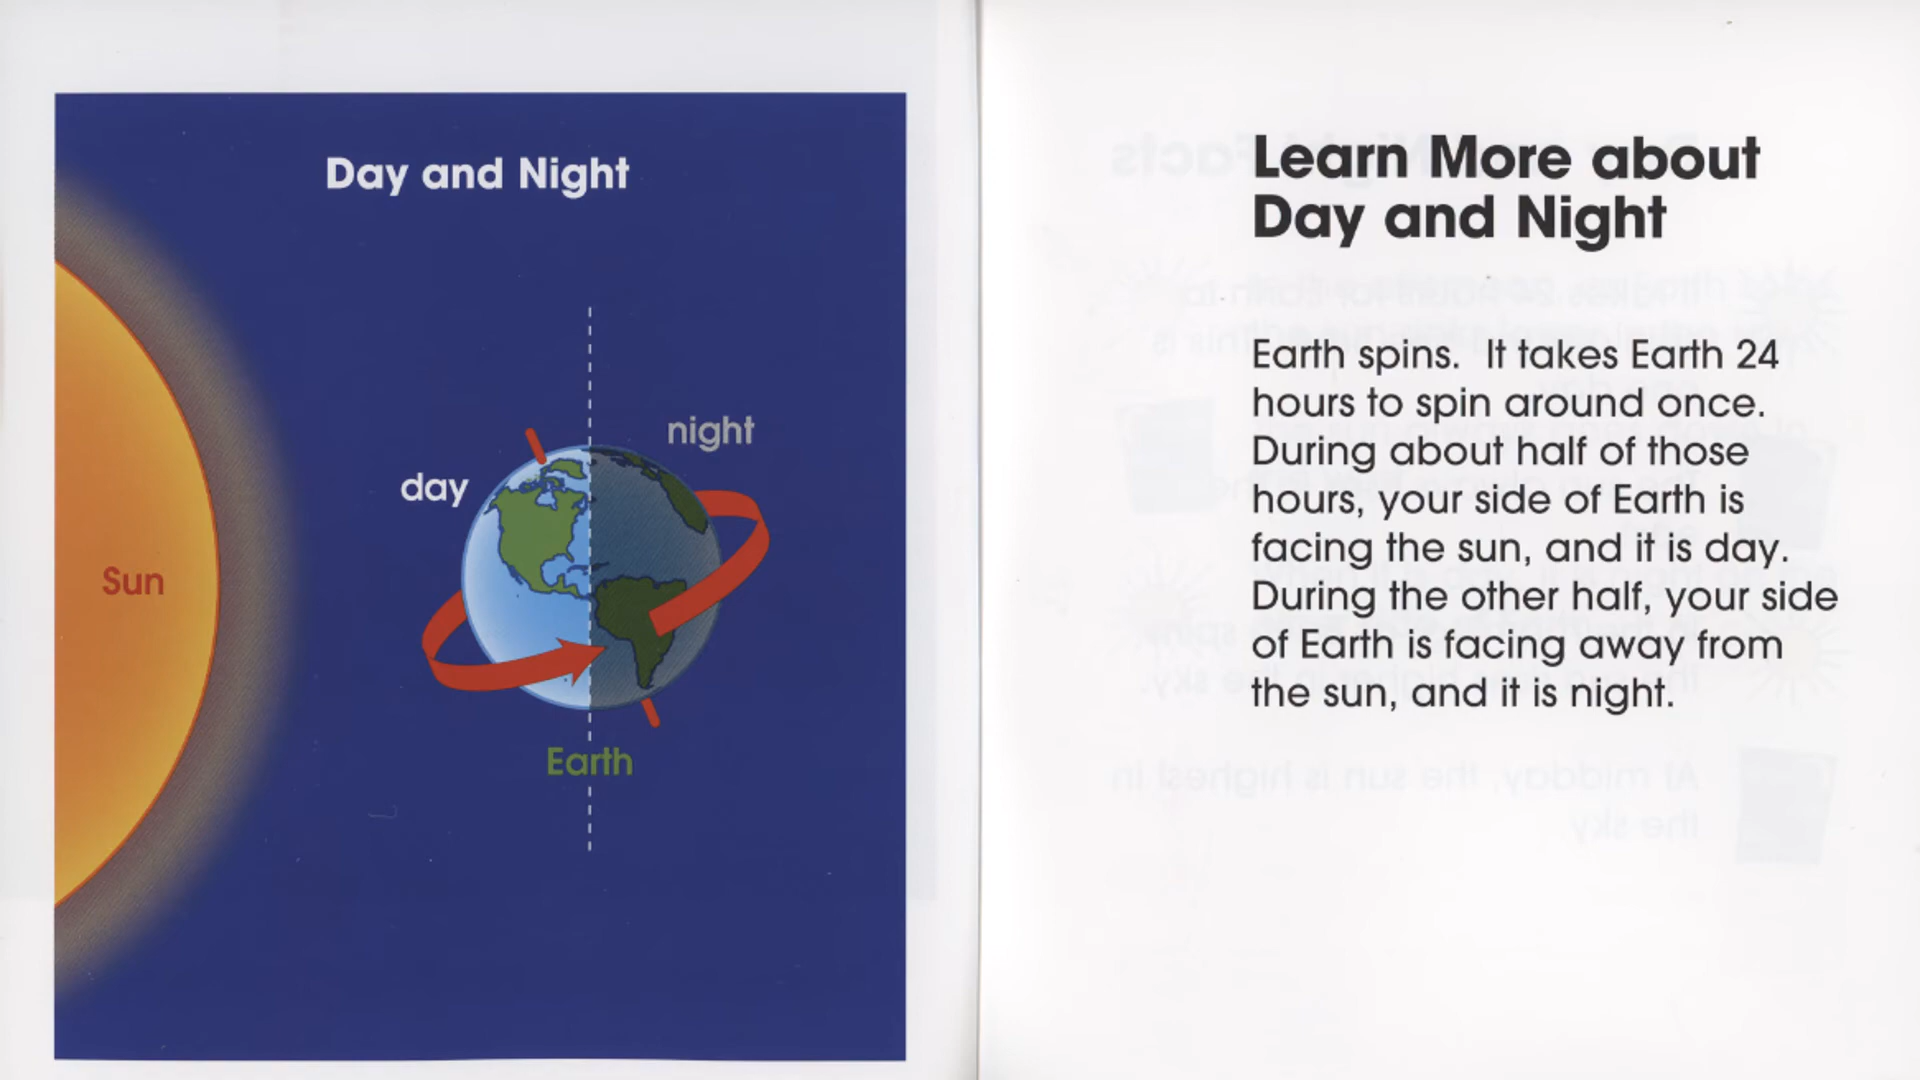 Day and Night
night
day
Sun
Earth
Learn More about
Day and Night
Earth spins. It takes Earth 24
hours to spin around once.
During about half of those
hours, your side of Earth is
facing the sun, and it is day.
During the other half, your side
of Earth is facing away from
the sun, and it is night.